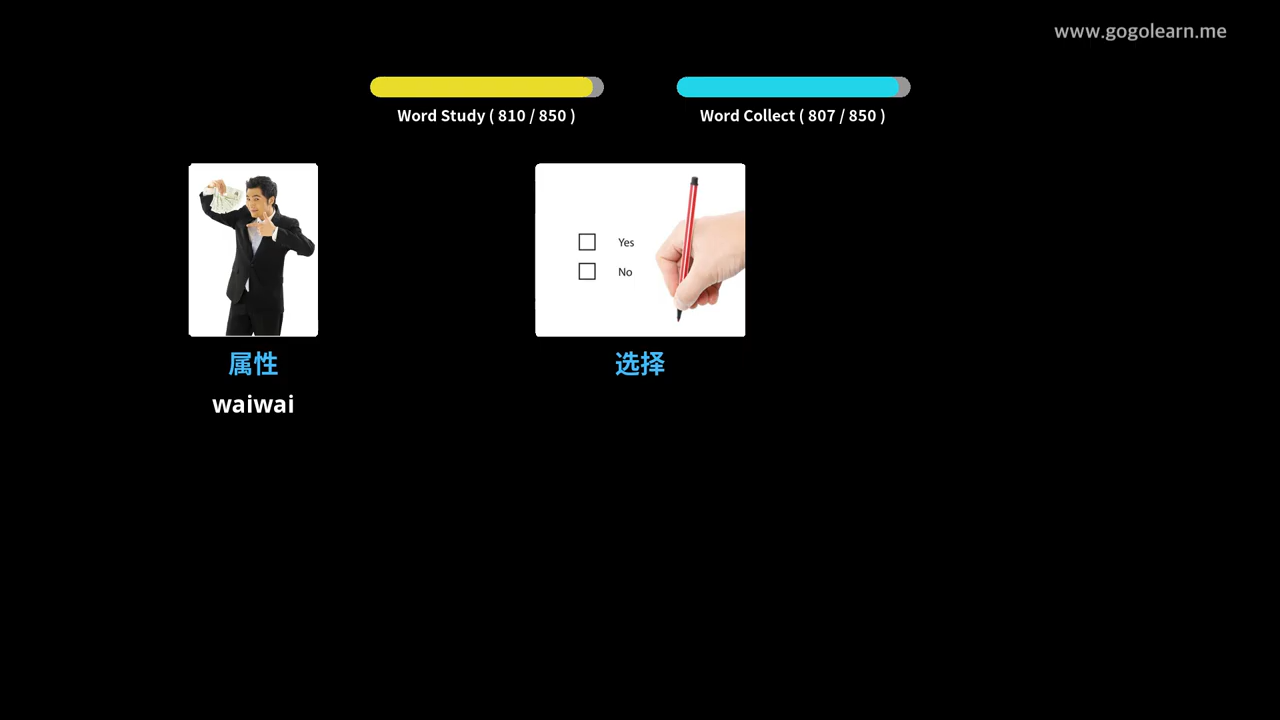 www.gogolearn.me
Word Study ( 810 / 850 )
Word Collect ( 807 / 850 )
Yes
No
属性
选择
waiwai